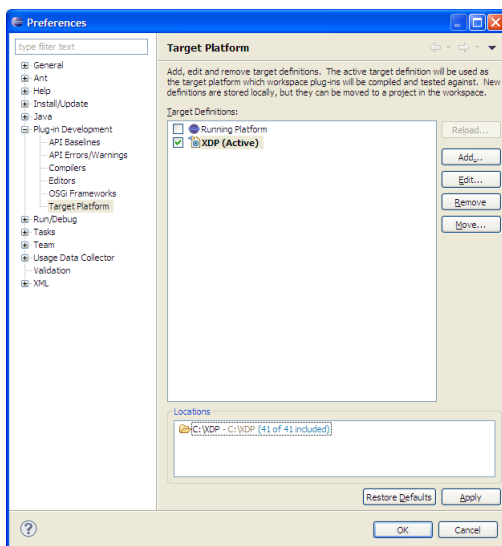 Preferences
type filter text
General
Ant
Help
Install/Update
Java
Plug-in Development
API Baselines
API Errors/Warnings
Compilers
Editors
OSGi Frameworks
Target Platform
Run/Debug
Tasks
Team
Usage Data Collector
Validation
XML
Target Platform
Add, edit and remove target definitions. The active target definition will be used as
the target platform which workspace plug-ins will be compiled and tested against. New
definitions are stored locally, but they can be moved to a project in the workspace.
Target Definitions:
Running Platform
XDP (Active)
Reload...
Add...
Edit...
Remove
Move...
Locations
C:\XDP - C:\XDP (41 of 41 included)
Restore Defaults
Apply
?
OK
Cancel